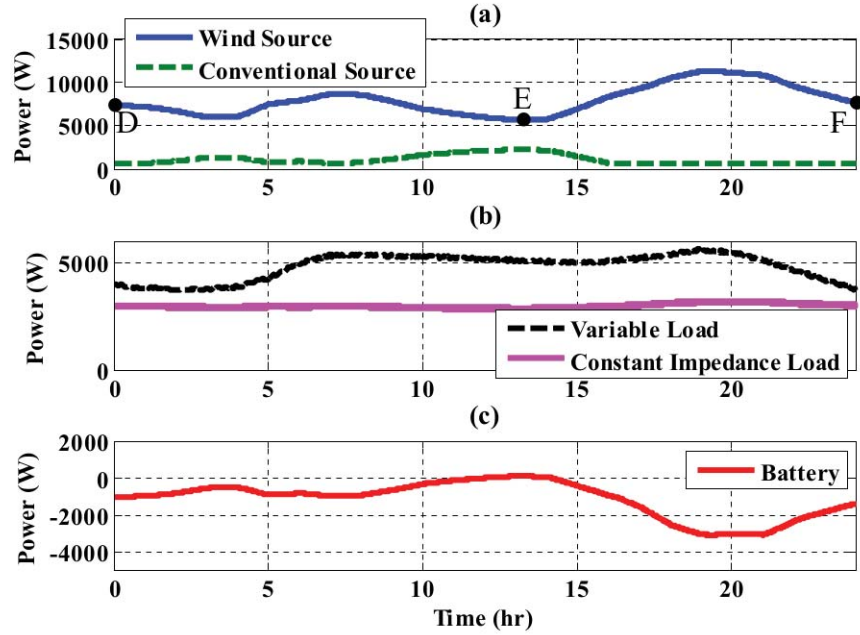 (a)
Power (W)
15000
10000
5000
0
Wind Source
Conventional Source
D
E
F
0
5
10
15
20
(b)
Power (W)
5000
0
Variable Load
Constant Impedance Load
0
5
10
15
20
(c)
Power (W)
2000
0
-2000
-4000
Battery
0
5
10
15
20
Time (hr)